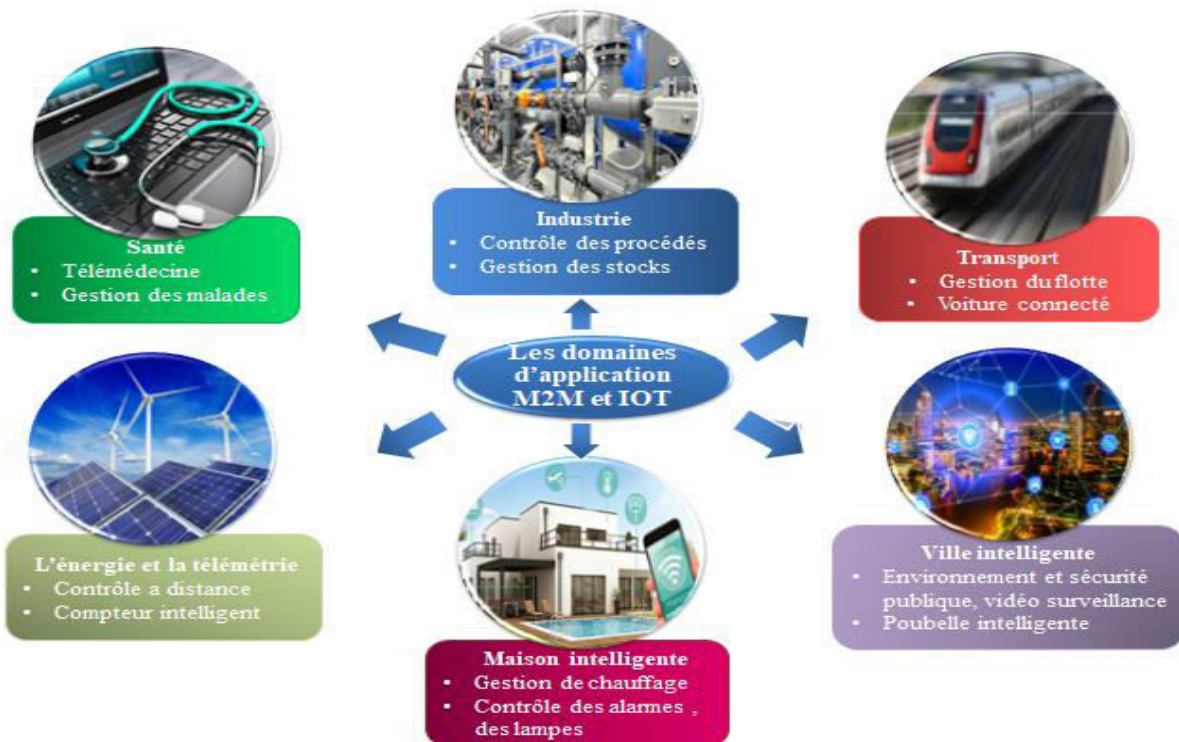 Santé
• Télémédecine
• Gestion des malades
Industrie
• Contrôle des procédés
• Gestion des stocks
Transport
• Gestion du flotte
• Voiture connecté
Les domaines
d'application
M2M et IOT
L'énergie et la télémétrie
• Contrôle a distance
• Compteur intelligent
Maison intelligente
• Gestion de chauffage
• Contrôle des alarmes ,
des lampes
Ville intelligente
• Environnement et sécurité
publique, vidéo surveillance
• Poubelle intelligente